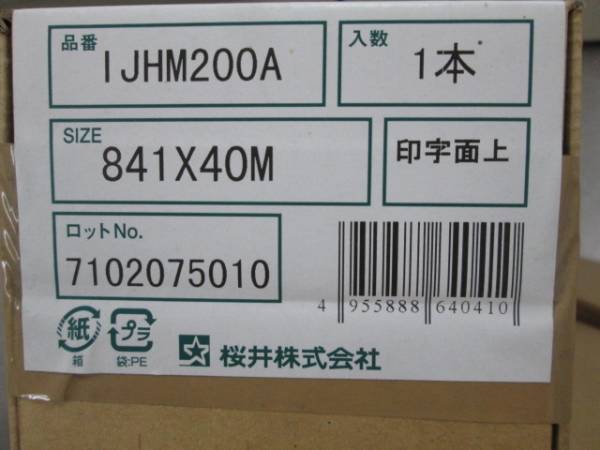 品番 IJHM200A
入数 1本
SIZE 841X40M
印字面上
ロットNo. 7102075010
4 955888 640410
紙 プラ
箱 袋:PE
桜井株式会社